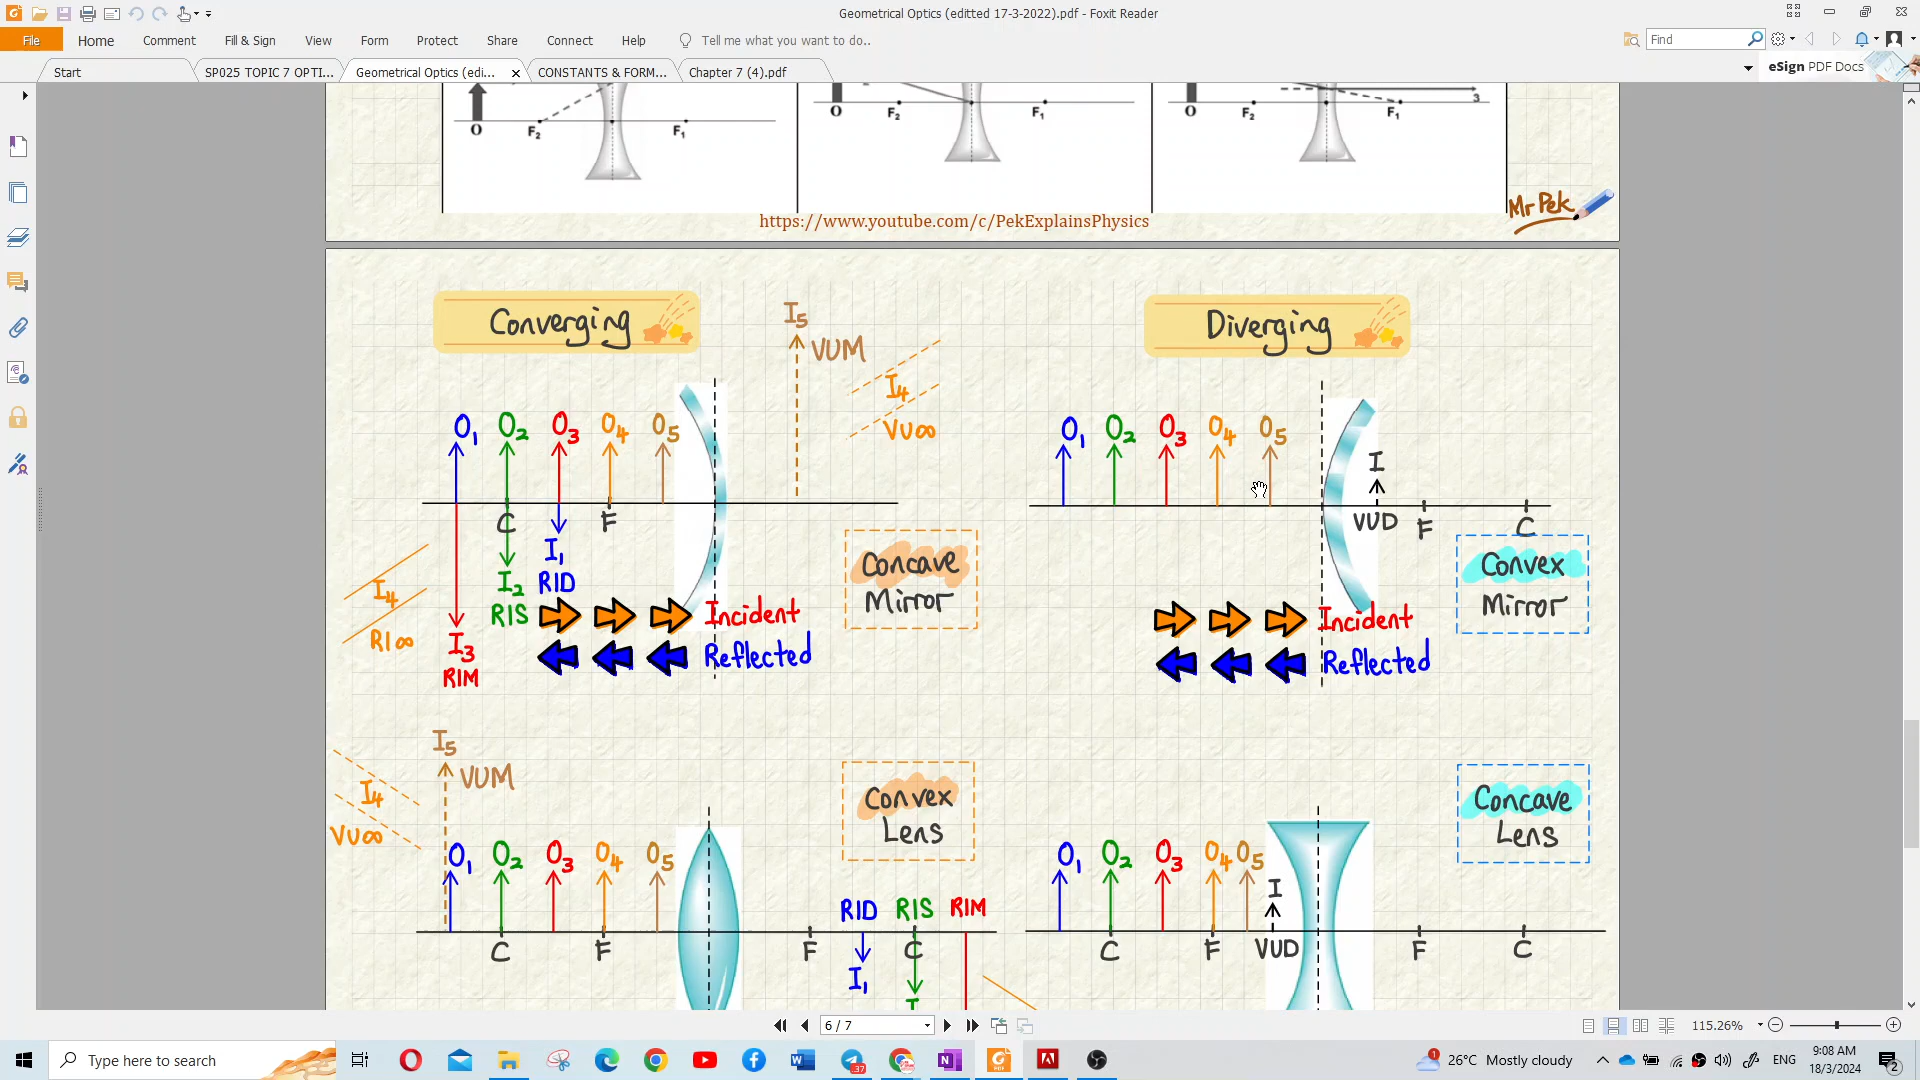 Geometrical Optics (editted 17-3-2022).pdf - Foxit Reader
File Home Comment Fill & Sign View Form Protect Share Connect Help Tell me what you want to do.. Find
Start SP025 TOPIC 7 OPTI... Geometrical Optics (edi... CONSTANTS & FORM... Chapter 7 (4).pdf eSign PDF Docs
O F2 F1
O F2 F1
O F2 F1 3
https://www.youtube.com/c/PekExplainsPhysics
Mr Pek
Converging
I5
VUM
I4
VU∞
O1 O2 O3 O4 O5
C F
I1
I2 RID
RIS
I4
RI∞
I3
RIM
Incident
Reflected
Concave
Mirror
Diverging
O1 O2 O3 O4 O5
I
VUD F C
Incident
Reflected
Convex
Mirror
I5
VUM
I4
VU∞
O1 O2 O3 O4 O5
C F F C
RID RIS RIM
I1
Convex
Lens
O1 O2 O3 O4 O5
I
C F VUD F C
Concave
Lens
6 / 7
115.26%
Type here to search
37
1
26°C Mostly cloudy
ENG
9:08 AM
18/3/2024
2